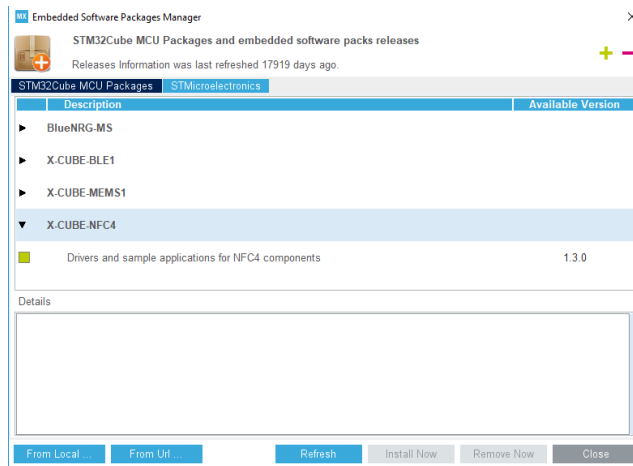 MX Embedded Software Packages Manager
STM32Cube MCU Packages and embedded software packs releases
Releases Information was last refreshed 17919 days ago.
STM32Cube MCU Packages STMicroelectronics
Description Available Version
BlueNRG-MS
X-CUBE-BLE1
X-CUBE-MEMS1
X-CUBE-NFC4
Drivers and sample applications for NFC4 components 1.3.0
Details
From Local ... From Url ... Refresh Install Now Remove Now Close